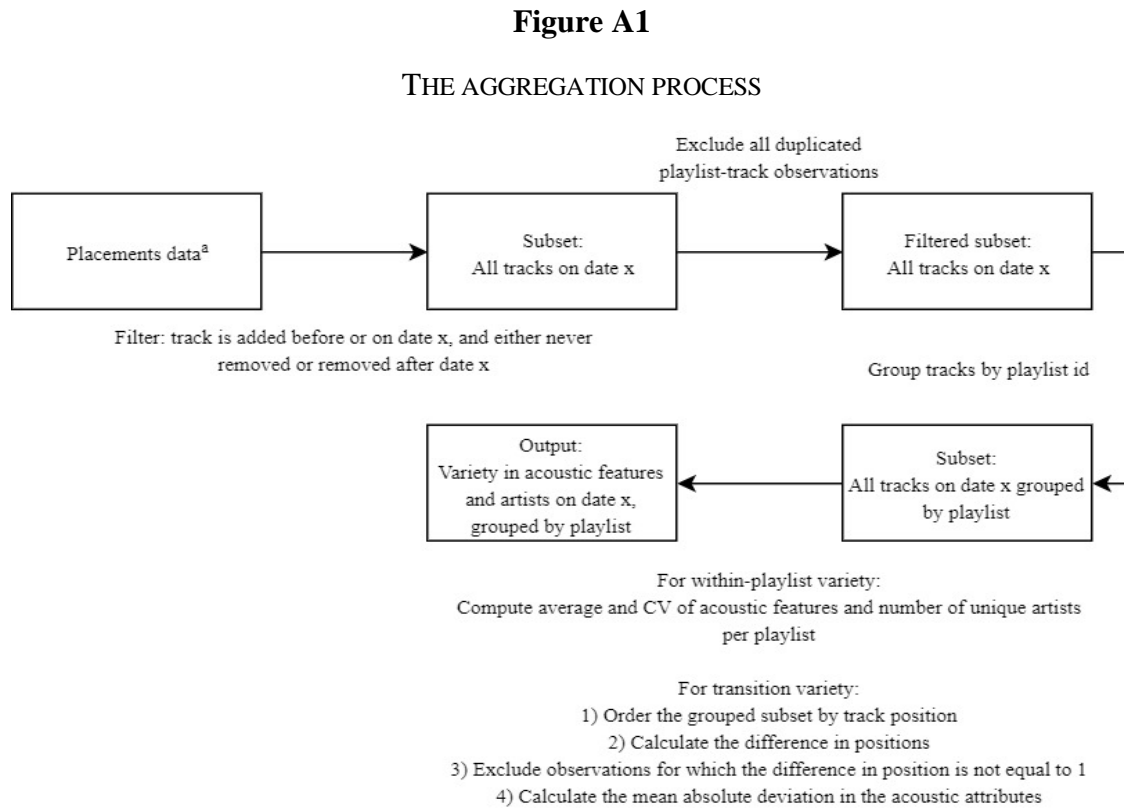 Figure A1
THE AGGREGATION PROCESS
Exclude all duplicated
playlist-track observations
Placements dataᵃ
Subset:
All tracks on date x
Filtered subset:
All tracks on date x
Filter: track is added before or on date x, and either never
removed or removed after date x
Group tracks by playlist id
Output:
Variety in acoustic features
and artists on date x,
grouped by playlist
Subset:
All tracks on date x grouped
by playlist
For within-playlist variety:
Compute average and CV of acoustic features and number of unique artists
per playlist
For transition variety:
1) Order the grouped subset by track position
2) Calculate the difference in positions
3) Exclude observations for which the difference in position is not equal to 1
4) Calculate the mean absolute deviation in the acoustic attributes